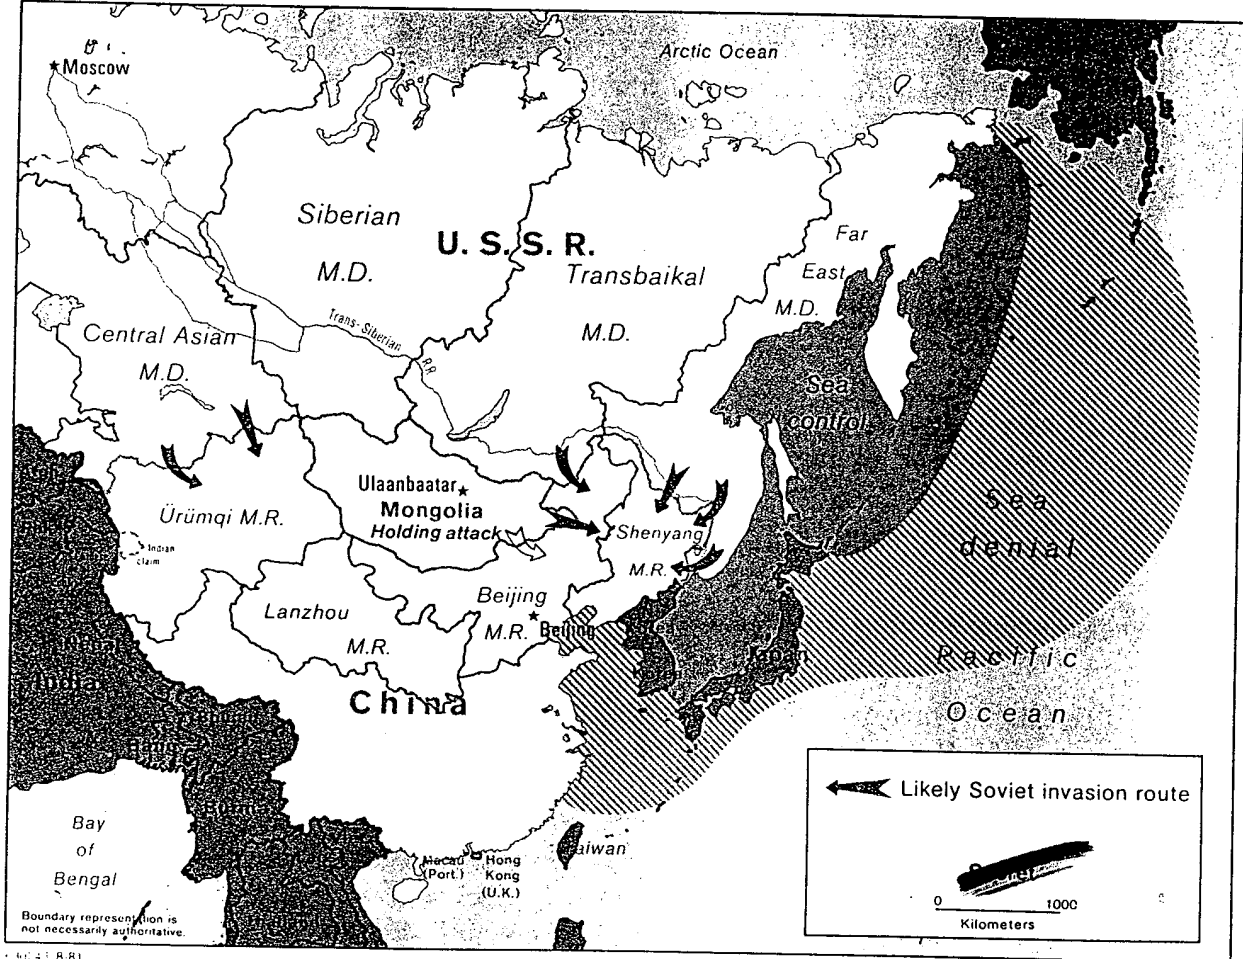 Arctic Ocean
Moscow
Siberian
M.D.
U. S. S. R.
Transbaikal
M.D.
Far
East
M.D.
Central Asian
M.D.
Trans-Siberian
R.R.
Sea
control
Sea
denial
Ulaanbaatar
Mongolia
Holding attack
Ürümqi M.R.
Indian
claim
Shenyang
M.R.
Beijing
M.R.
Beijing
Lanzhou
M.R.
China
Japan
India
Pacific
Ocean
Bay
of
Bengal
Macau
(Port.)
Hong
Kong
(U.K.)
Taiwan
Likely Soviet invasion route
0 1000
Kilometers
Boundary representation is
not necessarily authoritative.
8-81